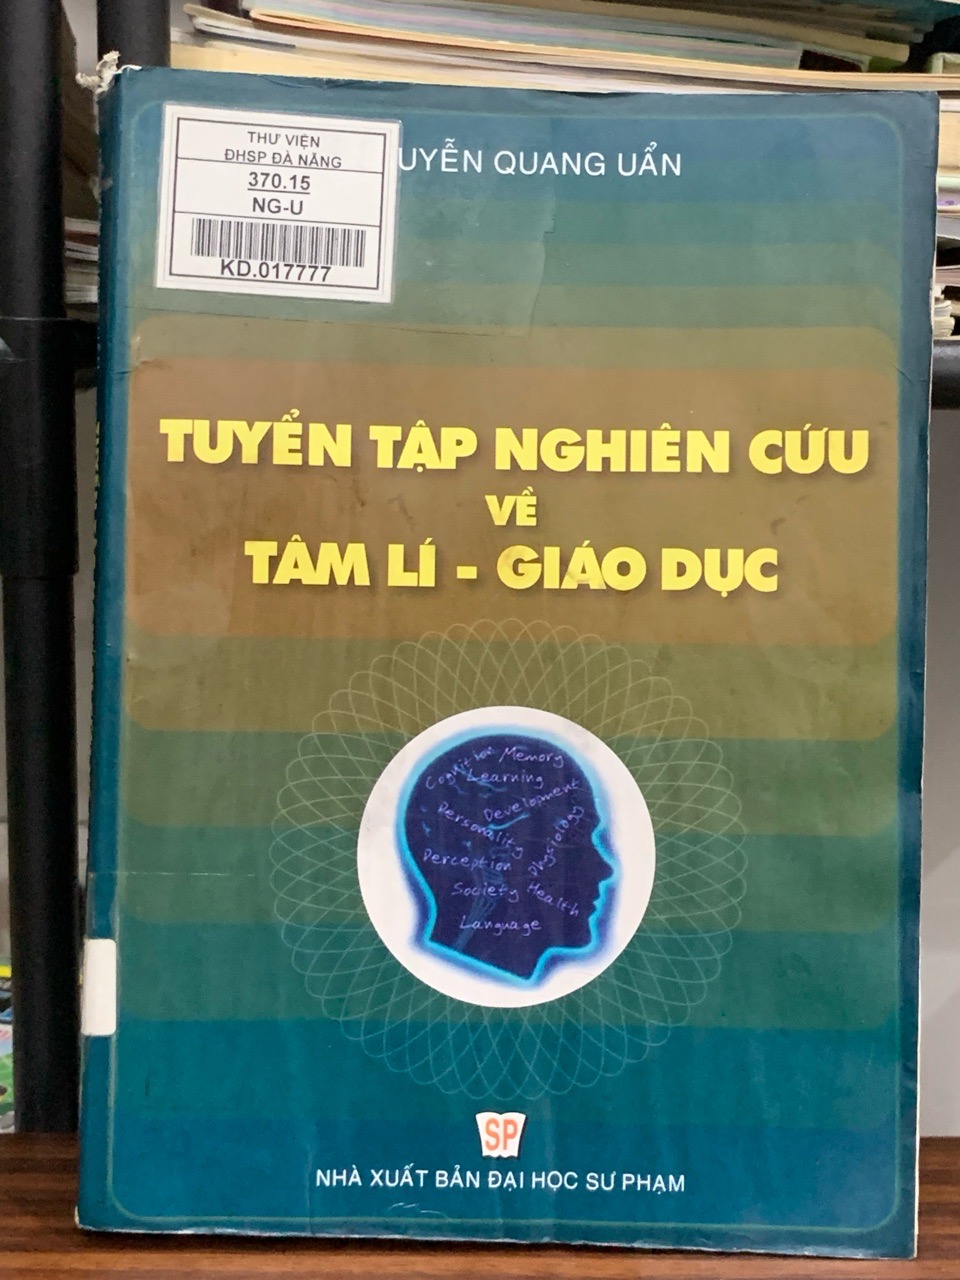 THƯ VIỆN
ĐHSP ĐÀ NẴNG
370.15
NG-U
KD.017777
UYỄN QUANG UẨN
TUYỂN TẬP NGHIÊN CỨU
VỀ
TÂM LÍ - GIÁO DỤC
Cognition Memory
Learning
Development
Personality
Physiology
Perception
Society Health
Language
SP
NHÀ XUẤT BẢN ĐẠI HỌC SƯ PHẠM